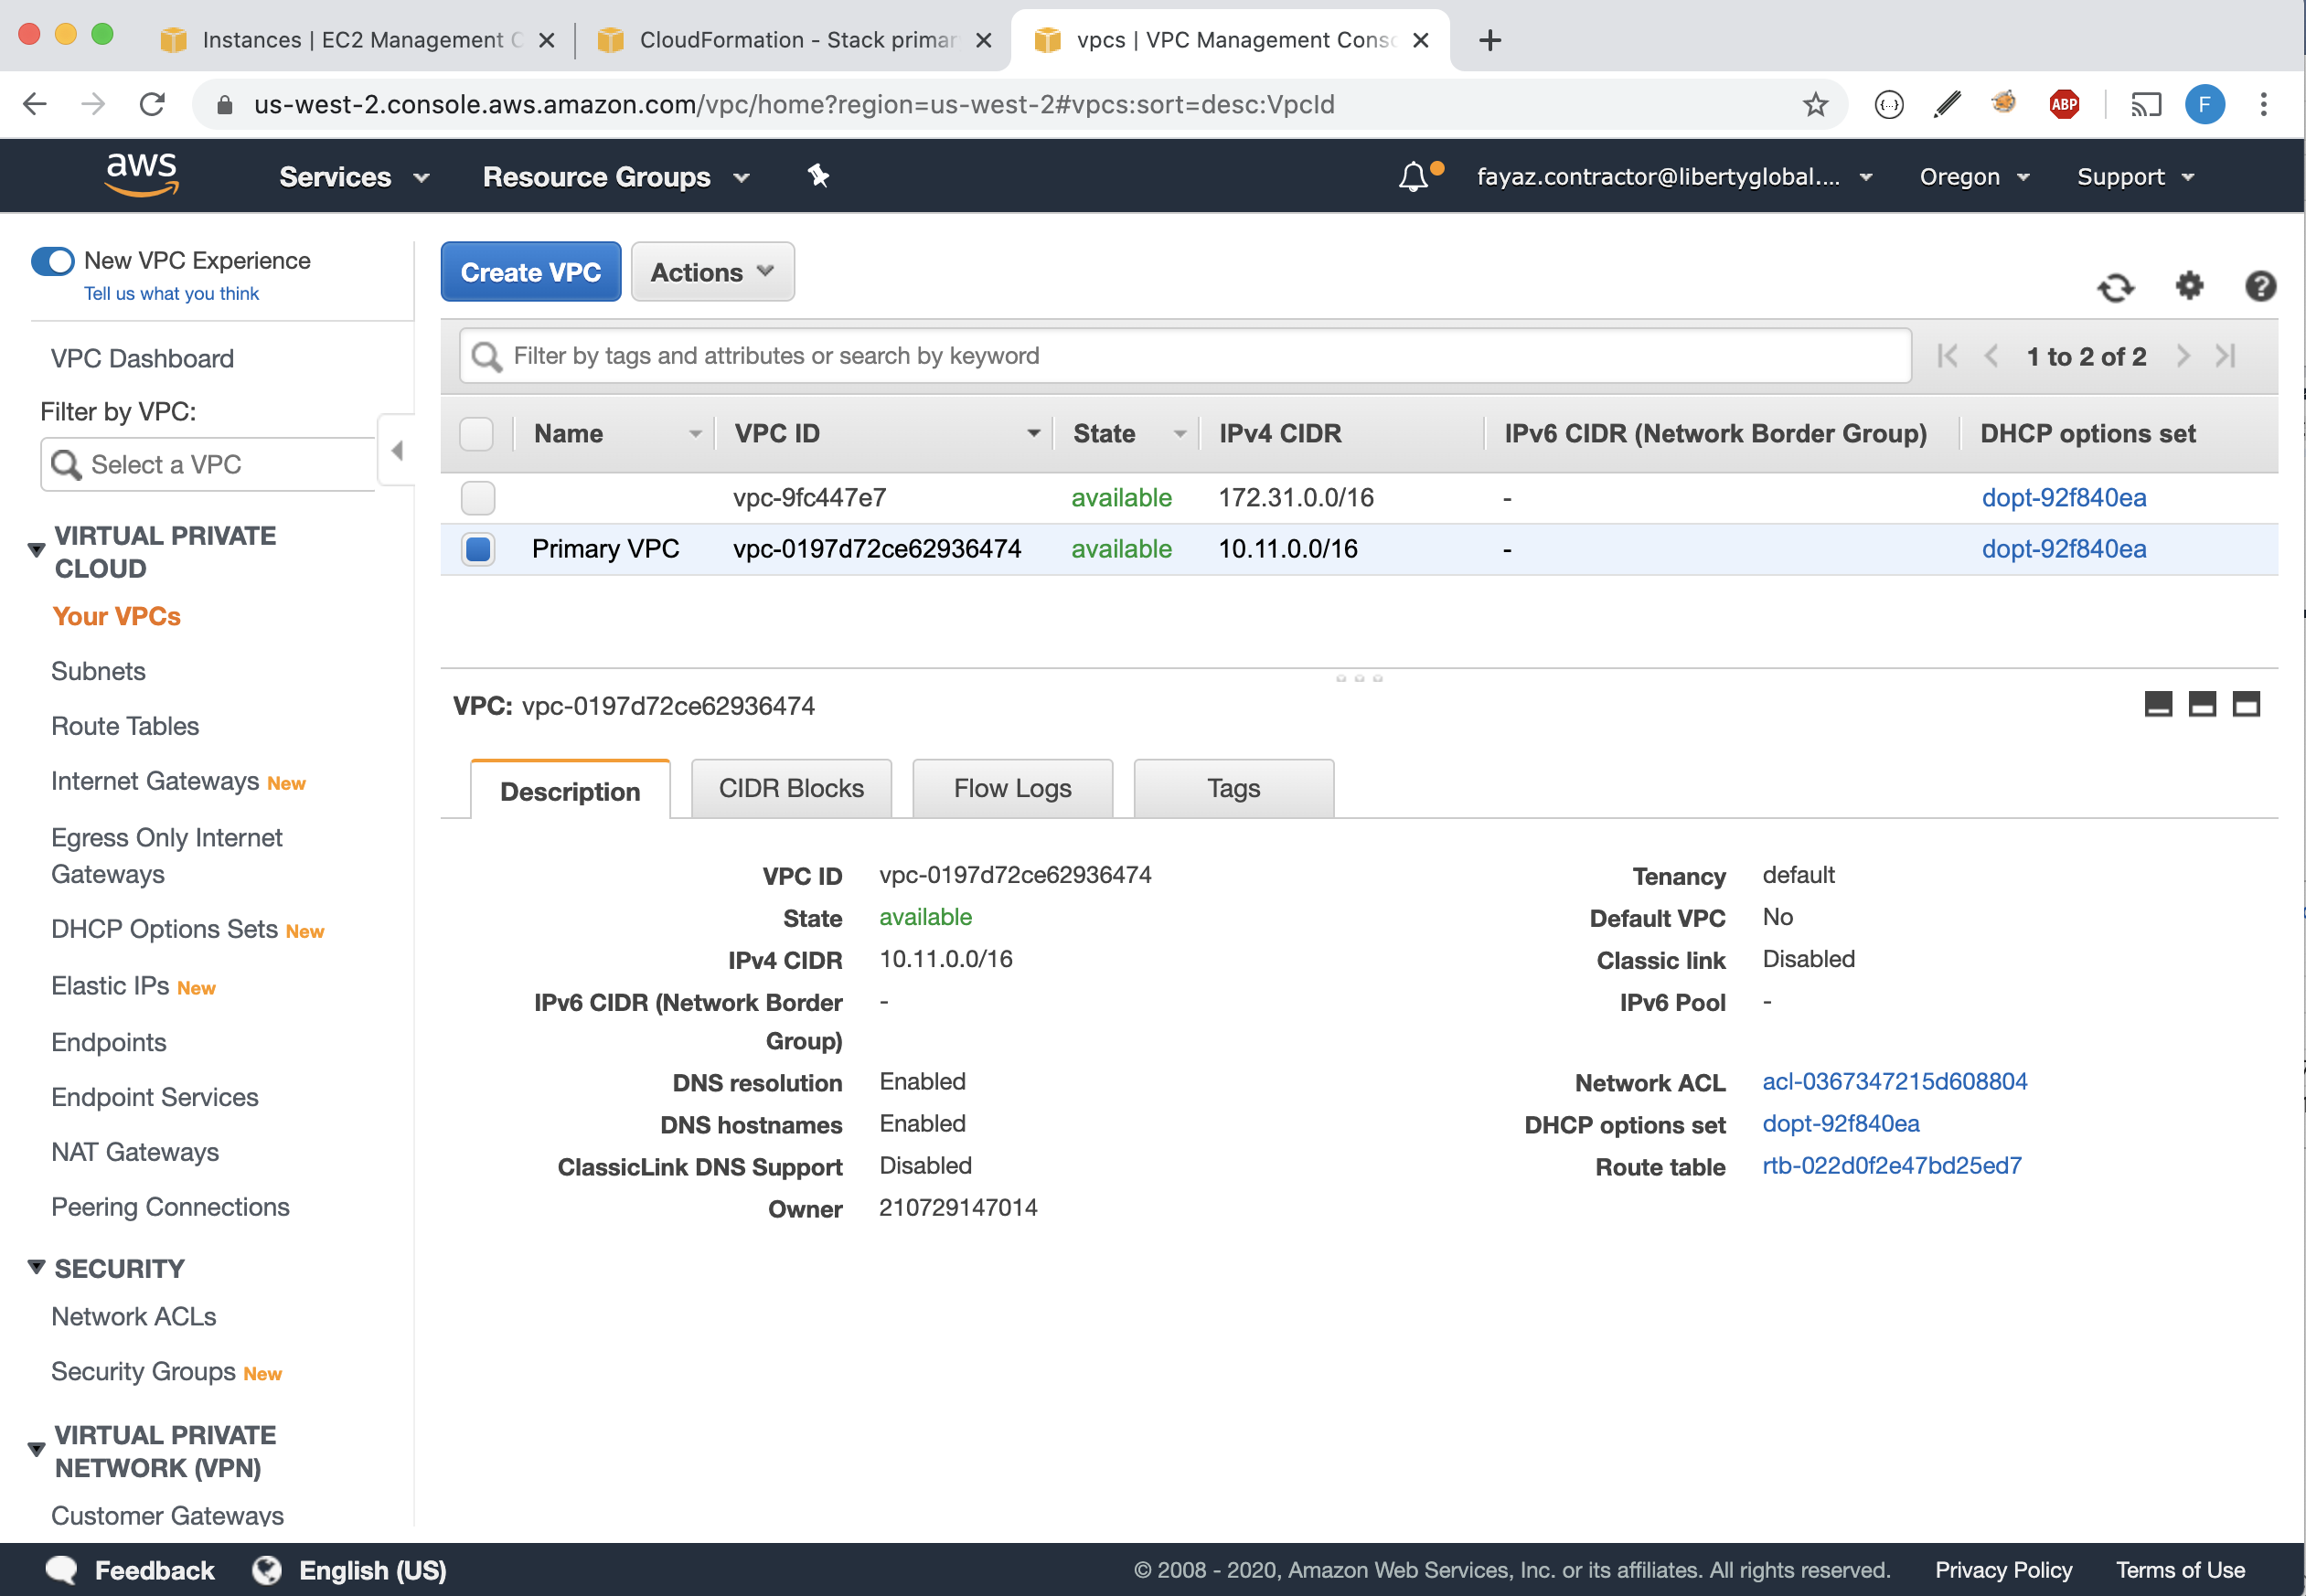 Instances | EC2 Management C
CloudFormation - Stack primar
vpcs | VPC Management Conso
us-west-2.console.aws.amazon.com/vpc/home?region=us-west-2#vpcs:sort=desc:VpcId
{...}
ABP
F
aws
Services
Resource Groups
fayaz.contractor@libertyglobal....
Oregon
Support
New VPC Experience
Tell us what you think
VPC Dashboard
Filter by VPC:
Select a VPC
VIRTUAL PRIVATE
CLOUD
Your VPCs
Subnets
Route Tables
Internet Gateways New
Egress Only Internet
Gateways
DHCP Options Sets New
Elastic IPs New
Endpoints
Endpoint Services
NAT Gateways
Peering Connections
SECURITY
Network ACLs
Security Groups New
VIRTUAL PRIVATE
NETWORK (VPN)
Customer Gateways
Create VPC
Actions
Filter by tags and attributes or search by keyword
1 to 2 of 2
Name VPC ID State IPv4 CIDR IPv6 CIDR (Network Border Group) DHCP options set
vpc-9fc447e7 available 172.31.0.0/16 - dopt-92f840ea
Primary VPC vpc-0197d72ce62936474 available 10.11.0.0/16 - dopt-92f840ea
VPC: vpc-0197d72ce62936474
Description
CIDR Blocks
Flow Logs
Tags
VPC ID vpc-0197d72ce62936474
State available
IPv4 CIDR 10.11.0.0/16
IPv6 CIDR (Network Border -
Group)
DNS resolution Enabled
DNS hostnames Enabled
ClassicLink DNS Support Disabled
Owner 210729147014
Tenancy default
Default VPC No
Classic link Disabled
IPv6 Pool -
Network ACL acl-0367347215d608804
DHCP options set dopt-92f840ea
Route table rtb-022d0f2e47bd25ed7
Feedback
English (US)
© 2008 - 2020, Amazon Web Services, Inc. or its affiliates. All rights reserved.
Privacy Policy
Terms of Use